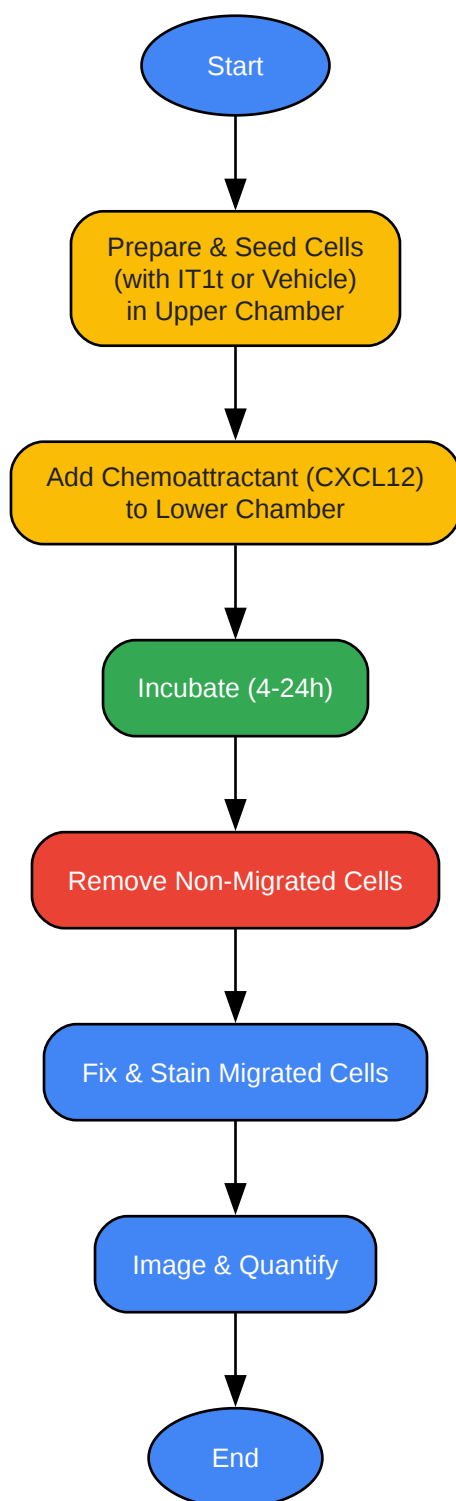 Start
Prepare & Seed Cells
(with IT1t or Vehicle)
in Upper Chamber
Add Chemoattractant (CXCL12)
to Lower Chamber
Incubate (4-24h)
Remove Non-Migrated Cells
Fix & Stain Migrated Cells
Image & Quantify
End